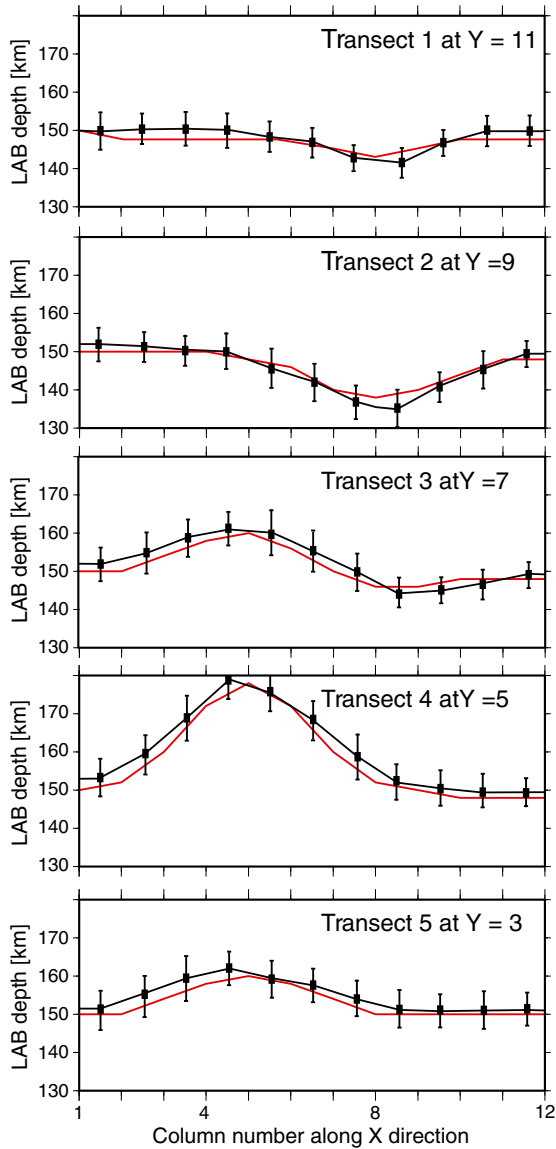 Transect 1 at Y = 11
LAB depth [km]
170
160
150
140
130
Transect 2 at Y =9
LAB depth [km]
170
160
150
140
130
Transect 3 atY =7
LAB depth [km]
170
160
150
140
130
Transect 4 atY =5
LAB depth [km]
170
160
150
140
130
Transect 5 at Y = 3
LAB depth [km]
170
160
150
140
130
1 4 8 12
Column number along X direction